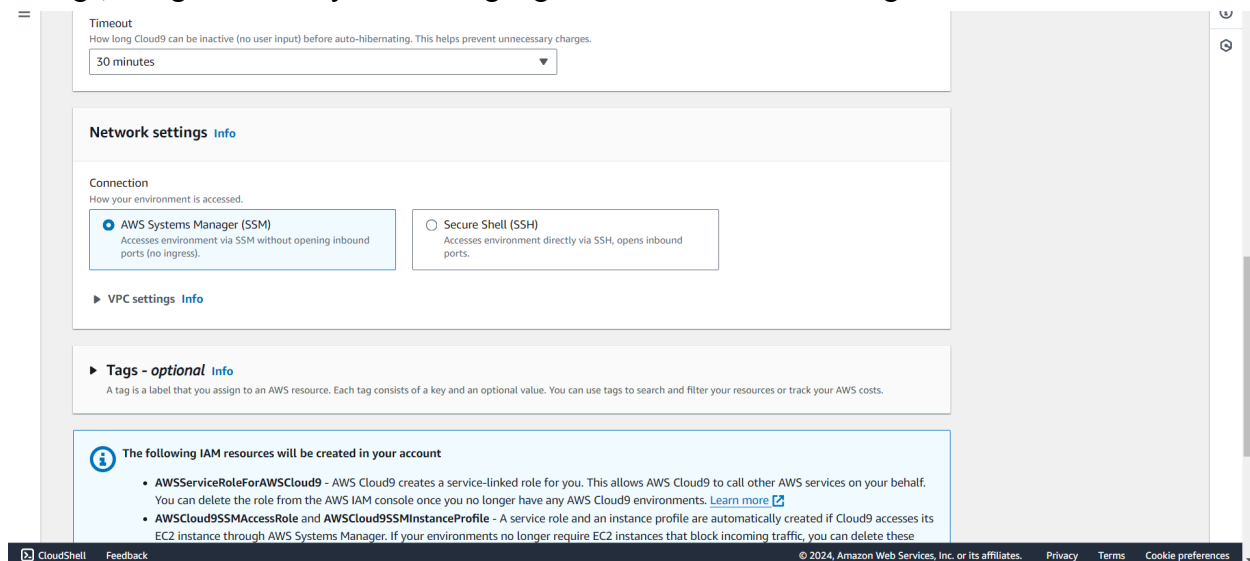 Timeout
How long Cloud9 can be inactive (no user input) before auto-hibernating. This helps prevent unnecessary charges.
30 minutes
Network settings Info
Connection
How your environment is accessed.
AWS Systems Manager (SSM)
Accesses environment via SSM without opening inbound
ports (no ingress).
Secure Shell (SSH)
Accesses environment directly via SSH, opens inbound
ports.
VPC settings Info
Tags - optional Info
A tag is a label that you assign to an AWS resource. Each tag consists of a key and an optional value. You can use tags to search and filter your resources or track your AWS costs.
The following IAM resources will be created in your account
• AWSServiceRoleForAWSCloud9 - AWS Cloud9 creates a service-linked role for you. This allows AWS Cloud9 to call other AWS services on your behalf.
You can delete the role from the AWS IAM console once you no longer have any AWS Cloud9 environments. Learn more
• AWSCloud9SSMAccessRole and AWSCloud9SSMInstanceProfile - A service role and an instance profile are automatically created if Cloud9 accesses its
EC2 instance through AWS Systems Manager. If your environments no longer require EC2 instances that block incoming traffic, you can delete these
CloudShell Feedback © 2024, Amazon Web Services, Inc. or its affiliates. Privacy Terms Cookie preferences